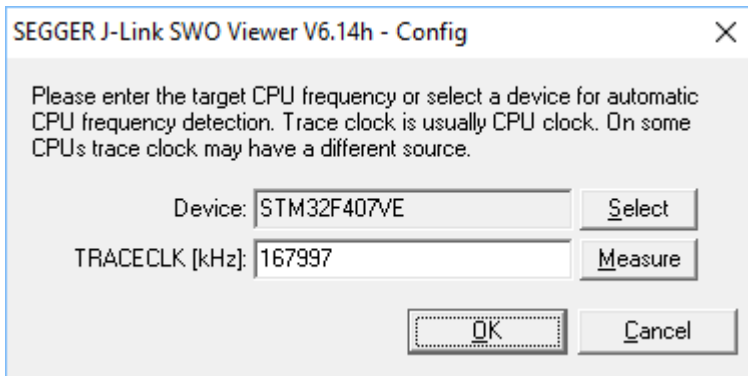 SEGGER J-Link SWO Viewer V6.14h - Config
Please enter the target CPU frequency or select a device for automatic
CPU frequency detection. Trace clock is usually CPU clock. On some
CPUs trace clock may have a different source.
Device: STM32F407VE Select
TRACECLK [kHz]: 167997 Measure
OK Cancel